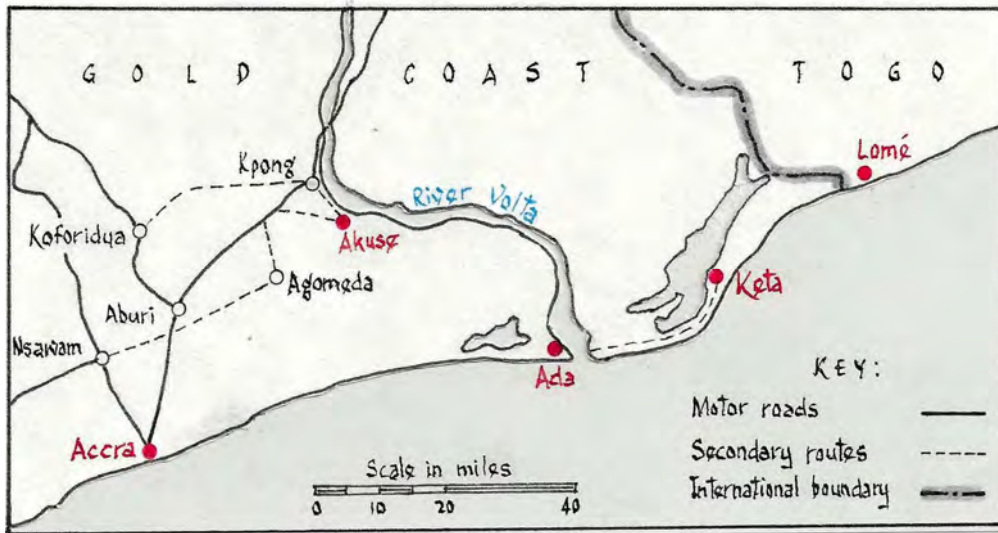 GOLD COAST TOGO
Lomé
Kpong
River Volta
Koforidua
Akuse
Agomeda
Keta
Aburi
Nsawam
Ada
KEY:
Motor roads
Accra
Scale in miles
Secondary routes
International boundary
0 10 20 40